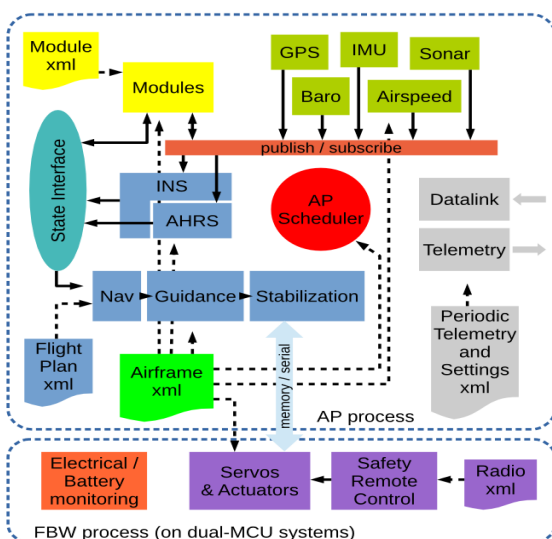 Module
xml
Modules
GPS
IMU
Sonar
Baro
Airspeed
publish / subscribe
State Interface
INS
AHRS
AP
Scheduler
Datalink
Telemetry
Nav
Guidance
Stabilization
Flight
Plan
xml
Airframe
xml
memory / serial
Periodic
Telemetry
and
Settings
xml
AP process
Electrical /
Battery
monitoring
Servos
& Actuators
Safety
Remote
Control
Radio
xml
FBW process (on dual-MCU systems)